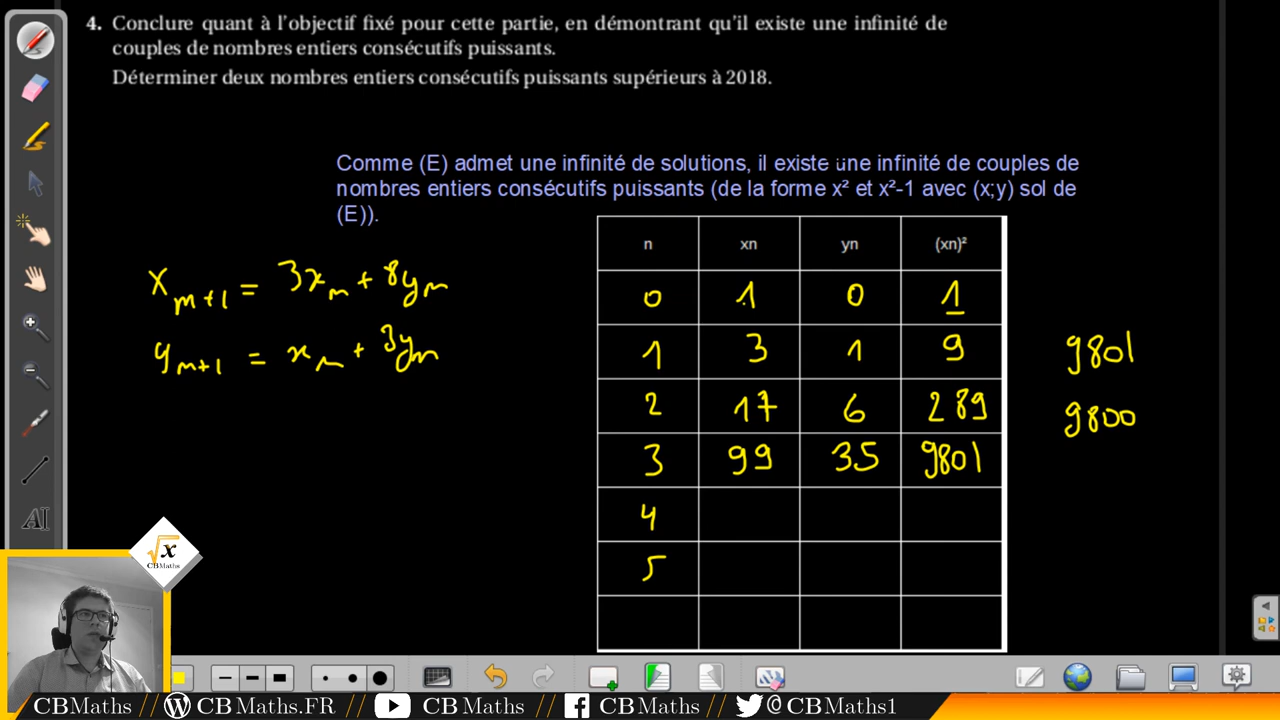 4. Conclure quant à l'objectif fixé pour cette partie, en démontrant qu'il existe une infinité de
couples de nombres entiers consécutifs puissants.
Déterminer deux nombres entiers consécutifs puissants supérieurs à 2018.
Comme (E) admet une infinité de solutions, il existe une infinité de couples de
nombres entiers consécutifs puissants (de la forme x² et x²-1 avec (x;y) sol de
(E)).
x_{n+1} = 3x_n + 8y_n
y_{n+1} = x_n + 3y_n
n xn yn (xn)²
0 1 0 1
1 3 1 9
2 17 6 289
3 99 35 9801
4
5
9801
9800
AI
√x
CBMaths
CBMaths CBMaths.FR CBMaths CBMaths @CBMaths1